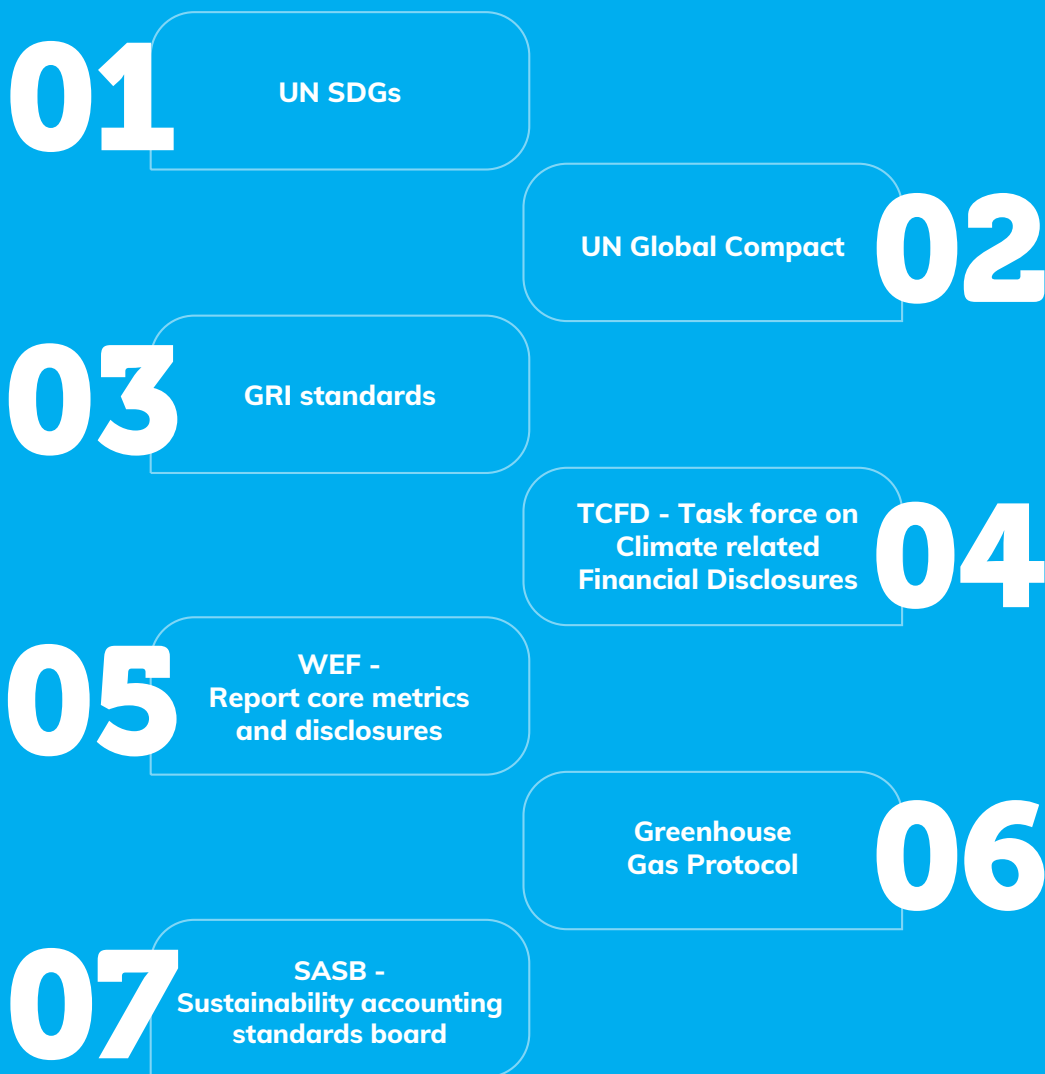 01
UN SDGs
UN Global Compact
02
03
GRI standards
TCFD - Task force on
Climate related
Financial Disclosures
04
05
WEF -
Report core metrics
and disclosures
Greenhouse
Gas Protocol
06
07
SASB -
Sustainability accounting
standards board